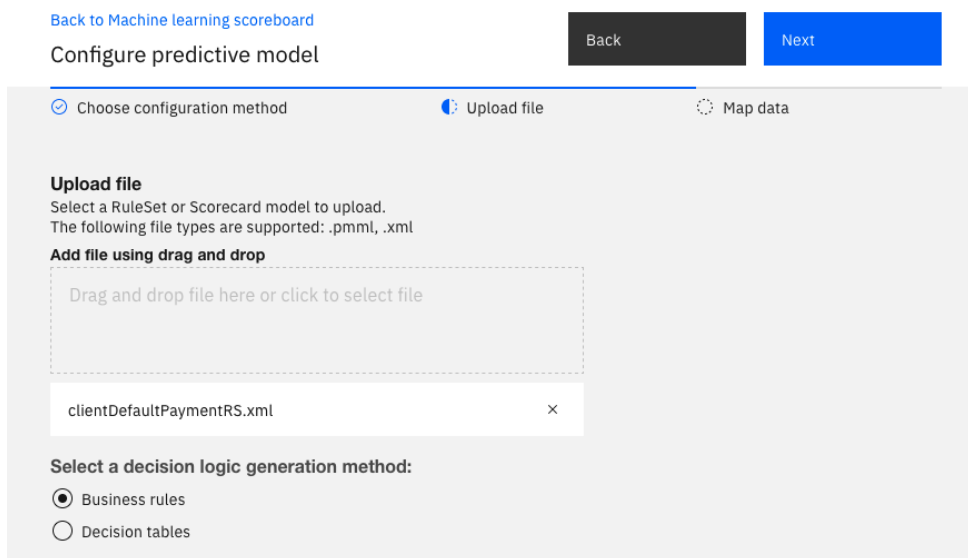 Back to Machine learning scoreboard
Configure predictive model
Back
Next
Choose configuration method
Upload file
Map data
Upload file
Select a RuleSet or Scorecard model to upload.
The following file types are supported: .pmml, .xml
Add file using drag and drop
Drag and drop file here or click to select file
clientDefaultPaymentRS.xml
Select a decision logic generation method:
Business rules
Decision tables